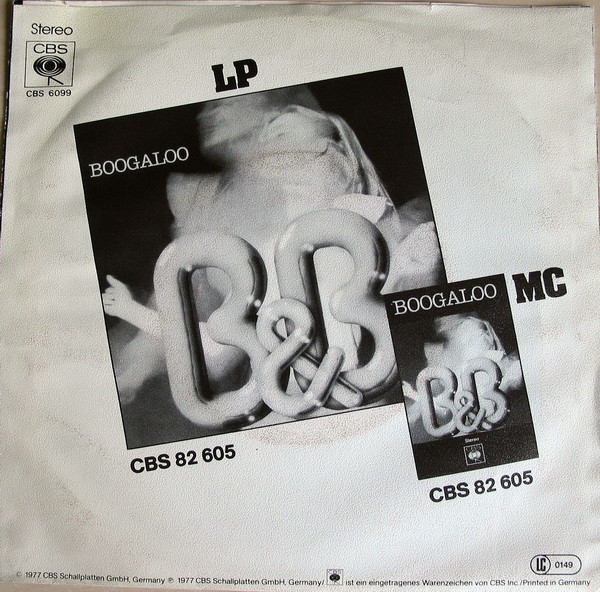 Stereo
CBS
CBS 6099
LP
BOOGALOO
B&B
CBS 82 605
MC
BOOGALOO
B&B
Stereo
CBS 82 605
LC 0149
© 1977 CBS Schallplatten GmbH, Germany ℗ 1977 CBS Schallplatten GmbH, Germany/ CBS ist ein eingetragenes Warenzeichen von CBS Inc./Printed in Germany